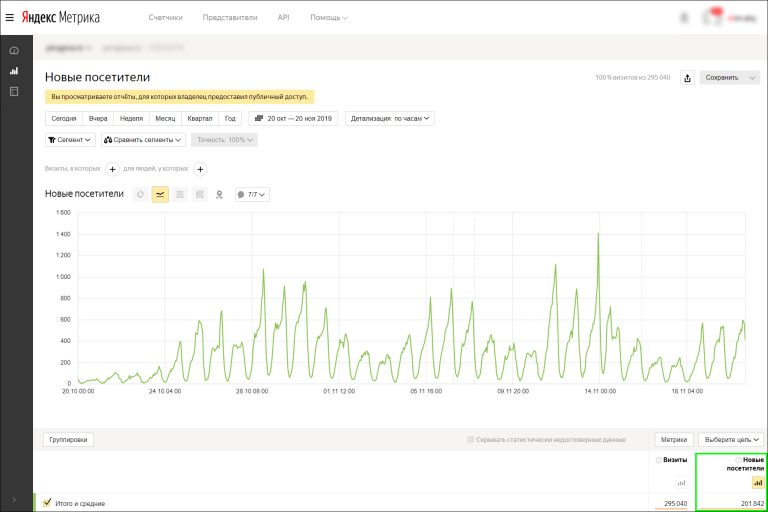 Яндекс Метрика Счетчики Представители API Помощь
Новые посетители 100 % визитов из 295 040 Сохранить
Вы просматриваете отчёты, для которых владелец предоставил публичный доступ.
Сегодня Вчера Неделя Месяц Квартал Год 20 окт — 20 ноя 2019 Детализация: по часам
Сегмент Сравнить сегменты Точность: 100%
Визиты, в которых + для людей, у которых +
Новые посетители 7/7
1 600
1 400
1 200
1 000
800
600
400
200
0
20.10 00:00 24.10 04:00 28.10 08:00 01.11 12:00 05.11 16:00 09.11 20:00 14.11 00:00 18.11 04:00
Группировки Скрывать статистически недостоверные данные Метрики Выберите цель
Визиты Новые
посетители
Итого и средние 295 040 201 842